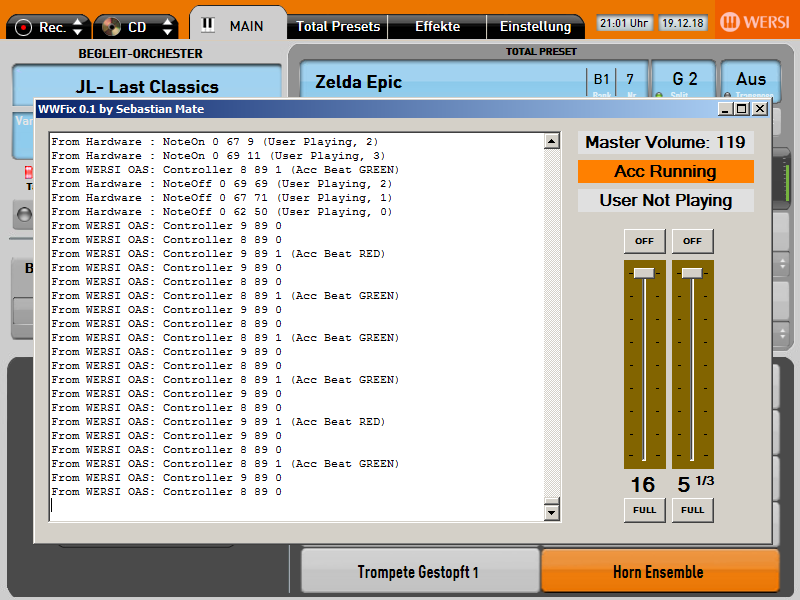 Rec.
CD
MAIN
Total Presets
Effekte
Einstellung
21:01 Uhr
19.12.18
WERSI
BEGLEIT-ORCHESTER
TOTAL PRESET
JL- Last Classics
Zelda Epic
B1
7
G 2
Aus
WWFix 0.1 by Sebastian Mate
From Hardware : NoteOn 0 67 9 (User Playing, 2)
From Hardware : NoteOn 0 69 11 (User Playing, 3)
From WERSI OAS: Controller 8 89 1 (Acc Beat GREEN)
From Hardware : NoteOff 0 69 69 (User Playing, 2)
From Hardware : NoteOff 0 67 71 (User Playing, 1)
From Hardware : NoteOff 0 62 50 (User Playing, 0)
From WERSI OAS: Controller 9 89 0
From WERSI OAS: Controller 8 89 0
From WERSI OAS: Controller 9 89 1 (Acc Beat RED)
From WERSI OAS: Controller 9 89 0
From WERSI OAS: Controller 8 89 0
From WERSI OAS: Controller 8 89 1 (Acc Beat GREEN)
From WERSI OAS: Controller 9 89 0
From WERSI OAS: Controller 8 89 0
From WERSI OAS: Controller 8 89 1 (Acc Beat GREEN)
From WERSI OAS: Controller 9 89 0
From WERSI OAS: Controller 8 89 0
From WERSI OAS: Controller 8 89 1 (Acc Beat GREEN)
From WERSI OAS: Controller 9 89 0
From WERSI OAS: Controller 8 89 0
From WERSI OAS: Controller 9 89 1 (Acc Beat RED)
From WERSI OAS: Controller 9 89 0
From WERSI OAS: Controller 8 89 0
From WERSI OAS: Controller 8 89 1 (Acc Beat GREEN)
From WERSI OAS: Controller 9 89 0
From WERSI OAS: Controller 8 89 0
Master Volume: 119
Acc Running
User Not Playing
OFF
OFF
16
5 1/3
FULL
FULL
Trompete Gestopft 1
Horn Ensemble